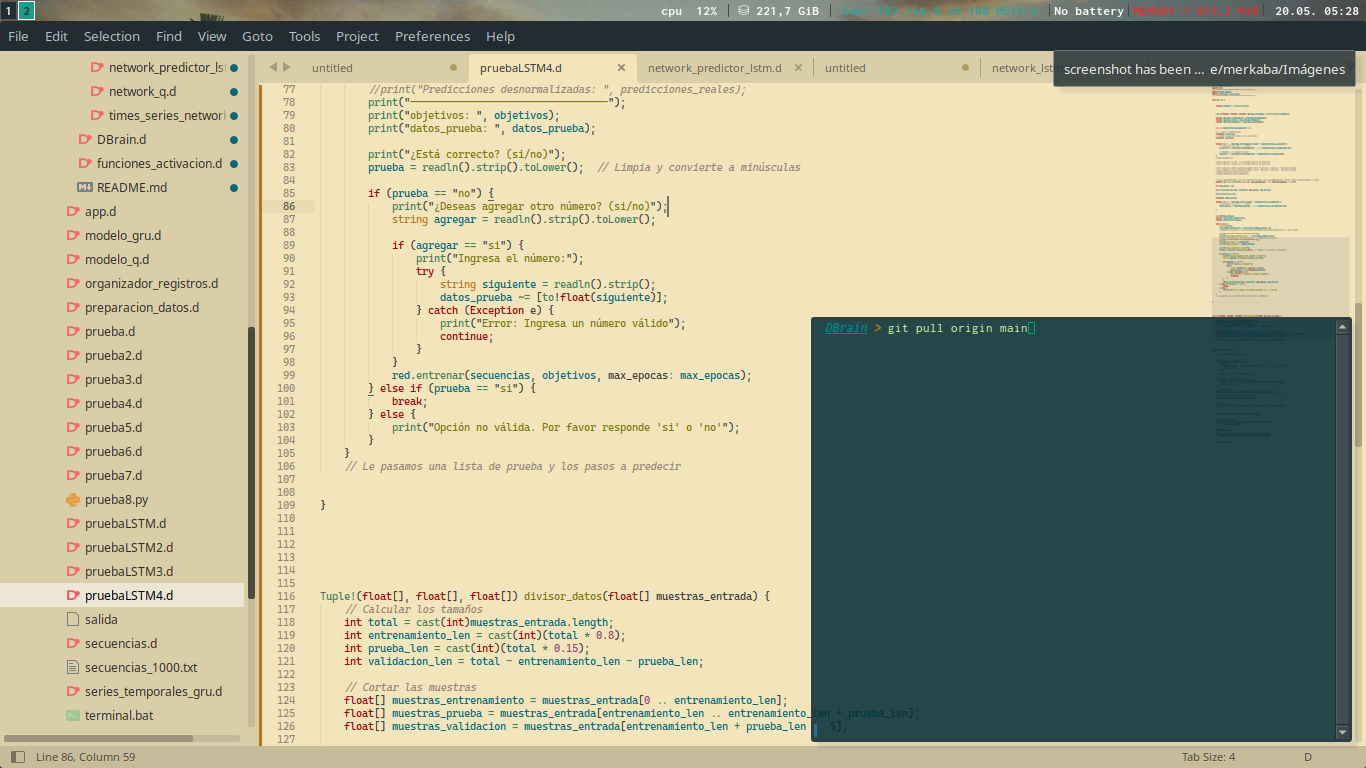 1 2 cpu 12% 221,7 GiB No battery 20.05. 05:28
File Edit Selection Find View Goto Tools Project Preferences Help
untitled pruebaLSTM4.d network_predictor_lstm.d untitled
screenshot has been ... e/merkaba/Imágenes
network_predictor_ls
network_q.d
times_series_networ
DBrain.d
funciones_activacion.d
README.md
app.d
modelo_gru.d
modelo_q.d
organizador_registros.d
preparacion_datos.d
prueba.d
prueba2.d
prueba3.d
prueba4.d
prueba5.d
prueba6.d
prueba7.d
prueba8.py
pruebaLSTM.d
pruebaLSTM2.d
pruebaLSTM3.d
pruebaLSTM4.d
salida
secuencias.d
secuencias_1000.txt
series_temporales_gru.d
terminal.bat
77 //print("Predicciones desnormalizadas: ", predicciones_reales);
78 print("—————————————————————————————————");
79 print("objetivos: ", objetivos);
80 print("datos_prueba: ", datos_prueba);
81
82 print("¿Está correcto? (si/no)");
83 prueba = readln().strip().toLower(); // Limpia y convierte a minúsculas
84
85 if (prueba == "no") {
86 print("¿Deseas agregar otro número? (si/no)");
87 string agregar = readln().strip().toLower();
88
89 if (agregar == "si") {
90 print("Ingresa el número:");
91 try {
92 string siguiente = readln().strip();
93 datos_prueba ~= [to!float(siguiente)];
94 } catch (Exception e) {
95 print("Error: Ingresa un número válido");
96 continue;
97 }
98 }
99 red.entrenar(secuencias, objetivos, max_epocas: max_epocas);
100 } else if (prueba == "si") {
101 break;
102 } else {
103 print("Opción no válida. Por favor responde 'si' o 'no'");
104 }
105 }
106 // Le pasamos una lista de prueba y los pasos a predecir
107
108
109 }
110
111
112
113
114
115
116 Tuple!(float[], float[], float[]) divisor_datos(float[] muestras_entrada) {
117 // Calcular los tamaños
118 int total = cast(int)muestras_entrada.length;
119 int entrenamiento_len = cast(int)(total * 0.8);
120 int prueba_len = cast(int)(total * 0.15);
121 int validacion_len = total - entrenamiento_len - prueba_len;
122
123 // Cortar las muestras
124 float[] muestras_entrenamiento = muestras_entrada[0 .. entrenamiento_len];
125 float[] muestras_prueba = muestras_entrada[entrenamiento_len .. entrenamiento_len + prueba_len];
126 float[] muestras_validacion = muestras_entrada[entrenamiento_len + prueba_len .. $];
127
DBrain > git pull origin main
Line 86, Column 59 Tab Size: 4 D